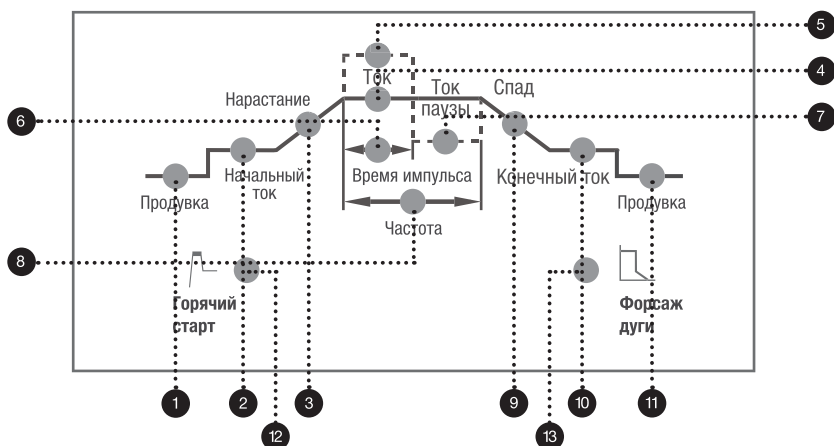 5
Ток
4
Нарастание
Ток
паузы
Спад
6
7
Продувка
Начальный
ток
Время импульса
Конечный ток
Продувка
Частота
8
Горячий
старт
Форсаж
дуги
1
2
3
9
10
11
12
13